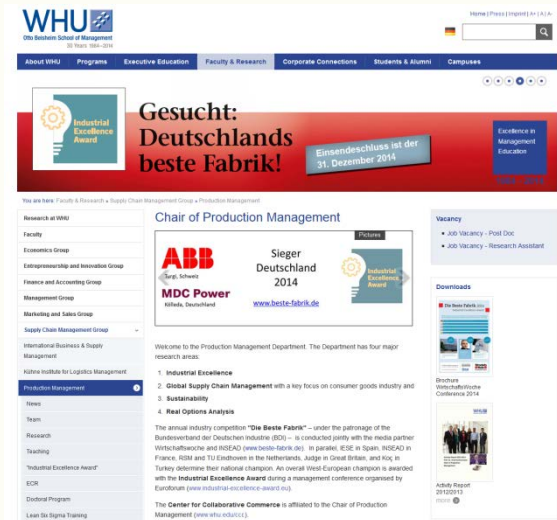 WHU
Otto Beisheim School of Management
30 Years 1984–2014
Home | Press | Imprint | A+ | A | A-
About WHU Programs Executive Education Faculty & Research Corporate Connections Students & Alumni Campuses
Industrial
Excellence
Award
Gesucht:
Deutschlands
beste Fabrik!
Einsendeschluss ist der
31. Dezember 2014
Excellence in
Management
Education
You are here: Faculty & Research » Supply Chain Management Group » Production Management
Research at WHU
Faculty
Economics Group
Entrepreneurship and Innovation Group
Finance and Accounting Group
Management Group
Marketing and Sales Group
Supply Chain Management Group
International Business & Supply
Management
Kühne Institute for Logistics Management
Production Management
News
Team
Research
Teaching
"Industrial Excellence Award"
ECR
Doctoral Program
Lean Six Sigma Training
Chair of Production Management
Pictures
ABB
Turgi, Schweiz
MDC Power
Kölleda, Deutschland
Sieger
Deutschland
2014
www.beste-fabrik.de
Industrial
Excellence
Award
Welcome to the Production Management Department. The Department has four major
research areas:
1. Industrial Excellence
2. Global Supply Chain Management with a key focus on consumer goods industry and
3. Sustainability
4. Real Options Analysis
The annual industry competition "Die Beste Fabrik" – under the patronage of the
Bundesverband der Deutschen Industrie (BDI) – is conducted jointly with the media partner
Wirtschaftswoche and INSEAD (www.beste-fabrik.de). In parallel, IESE in Spain, INSEAD in
France, RSM and TU Eindhoven in the Netherlands, Judge in Great Britain, and Koç in
Turkey determine their national champion. An overall West-European champion is awarded
with the Industrial Excellence Award during a management conference organised by
Euroforum (www.industrial-excellence-award.eu).
The Center for Collaborative Commerce is affiliated to the Chair of Production
Management (www.whu.edu/ccc).
Vacancy
Job Vacancy - Post Doc
Job Vacancy - Research Assistant
Downloads
Die Beste Fabrik
Brochure
WirtschaftsWoche
Conference 2014
WHU
Activity Report
2012/2013
more